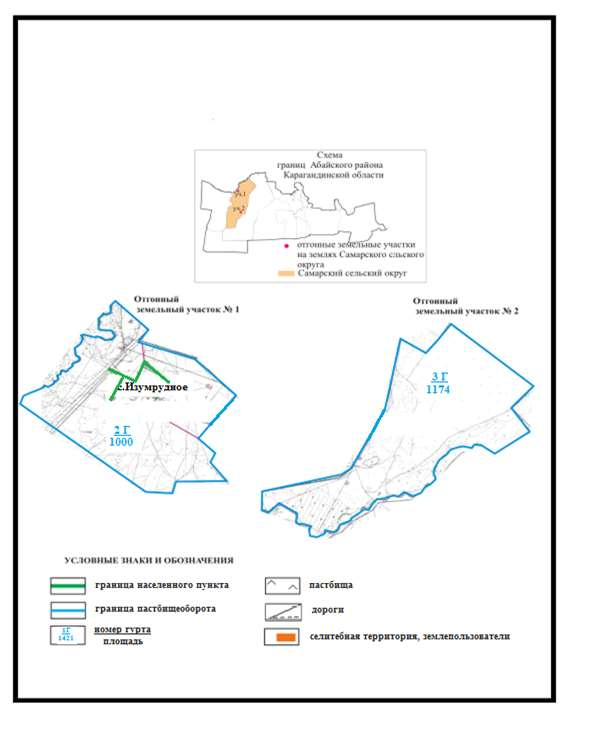 Схема
границ Абайского района
Карагандинской области
уч.1
уч.2
отгонные земельные участки
на землях Самарского сльского
округа
Самарский сельский округ
Отгонный
земельный участок № 1
Отгонный
земельный участок № 2
с.Изумрудное
2 Г
1000
3 Г
1174
УСЛОВНЫЕ ЗНАКИ И ОБОЗНАЧЕНИЯ
граница населенного пункта
пастбища
граница пастбищеоборота
дороги
1Г
1421
номер гурта
площадь
селитебная территория, землепользователи